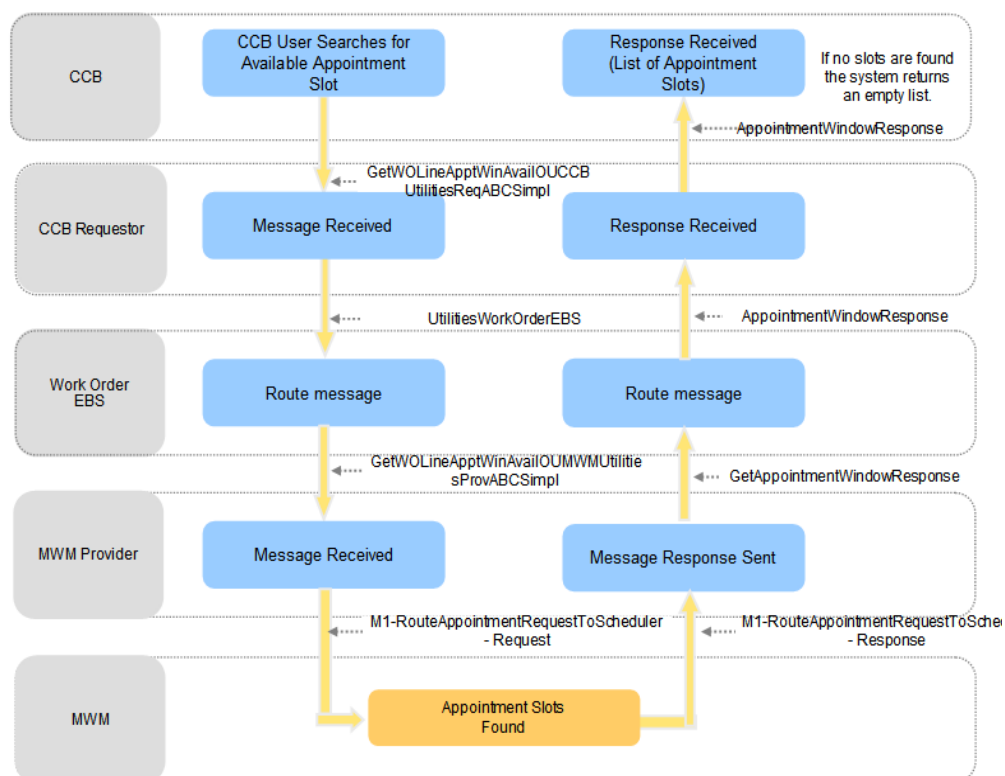 CCB
CCB User Searches for
Available Appointment
Slot
Response Received
(List of Appointment
Slots)
If no slots are found
the system returns
an empty list.
AppointmentWindowResponse
GetWOLineApptWinAvailOUCCB
UtilitiesReqABCSimpl
CCB Requestor
Message Received
Response Received
UtilitiesWorkOrderEBS
AppointmentWindowResponse
Work Order
EBS
Route message
Route message
GetWOLineApptWinAvailOUMWMUtilitie
sProvABCSimpl
GetAppointmentWindowResponse
MWM Provider
Message Received
Message Response Sent
M1-RouteAppointmentRequestToScheduler
- Request
M1-RouteAppointmentRequestToSched
- Response
MWM
Appointment Slots
Found